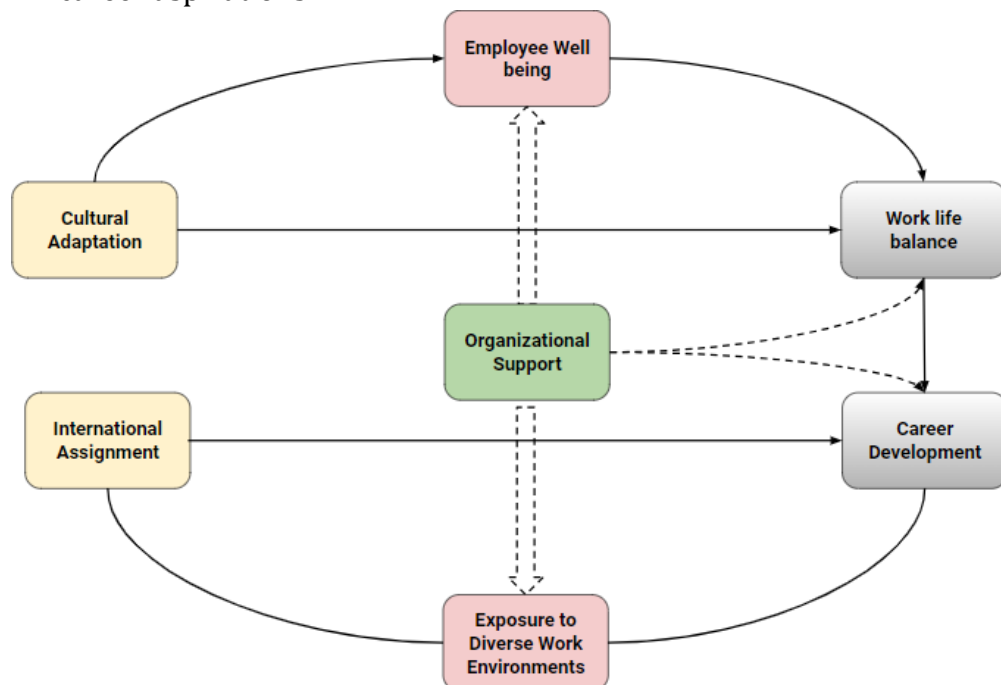 Employee Well
being
Cultural
Adaptation
Work life
balance
Organizational
Support
International
Assignment
Career
Development
Exposure to
Diverse Work
Environments